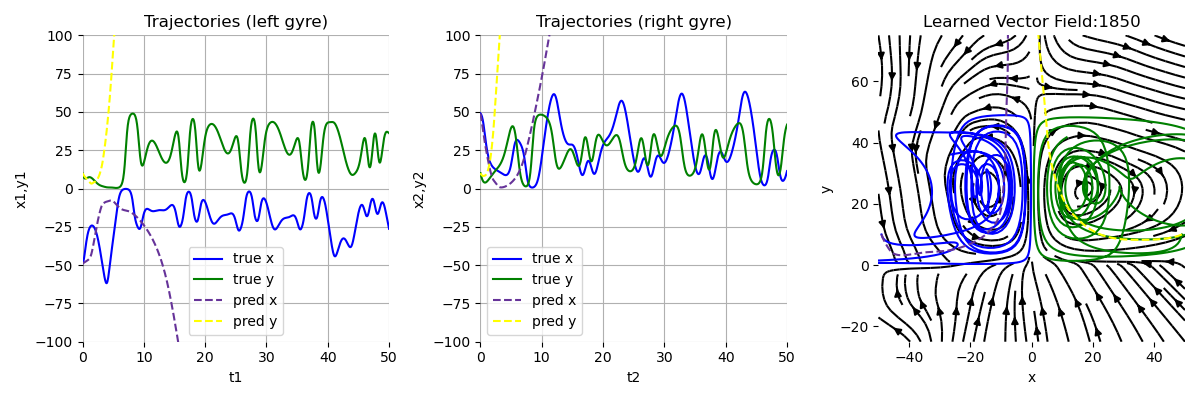 Trajectories (left gyre)
100
75
50
25
0
−25
−50
−75
−100
x1,y1
0
10
20
30
40
50
t1
true x
true y
pred x
pred y
Trajectories (right gyre)
100
75
50
25
0
−25
−50
−75
−100
x2,y2
0
10
20
30
40
50
t2
true x
true y
pred x
pred y
Learned Vector Field:1850
60
40
20
0
−20
y
−40
−20
0
20
40
x